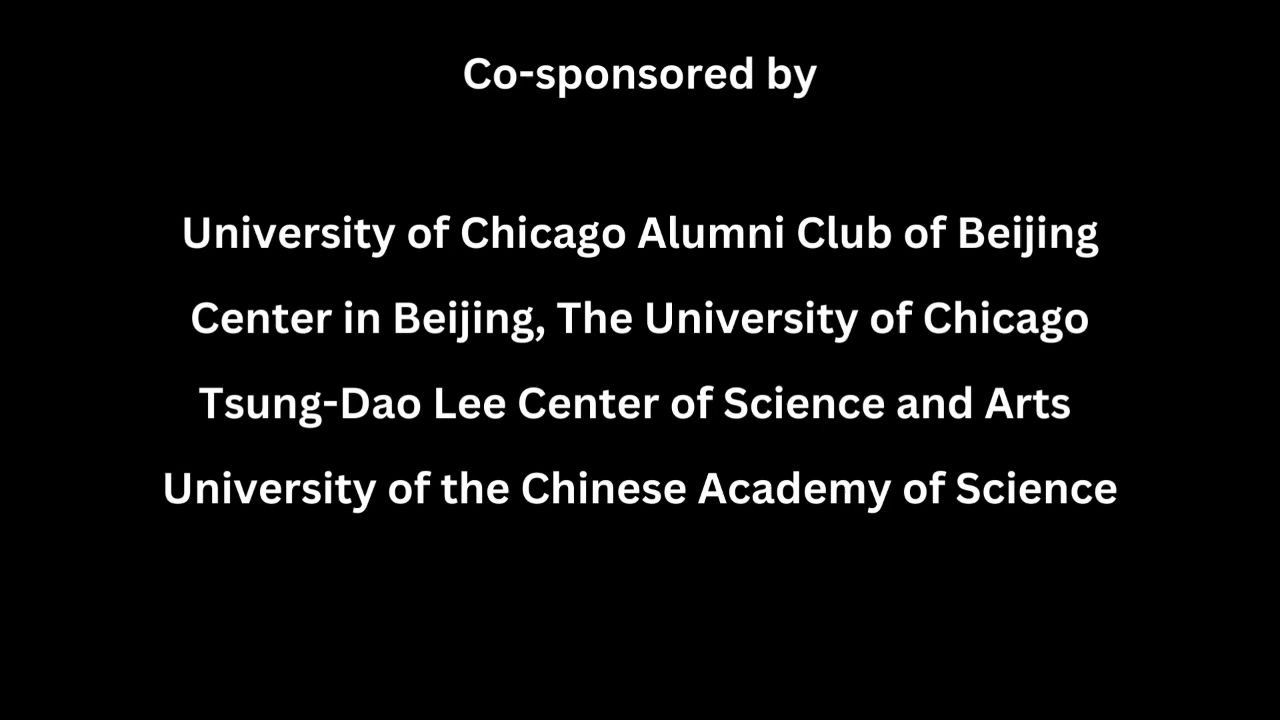 Co-sponsored by
University of Chicago Alumni Club of Beijing
Center in Beijing, The University of Chicago
Tsung-Dao Lee Center of Science and Arts
University of the Chinese Academy of Science